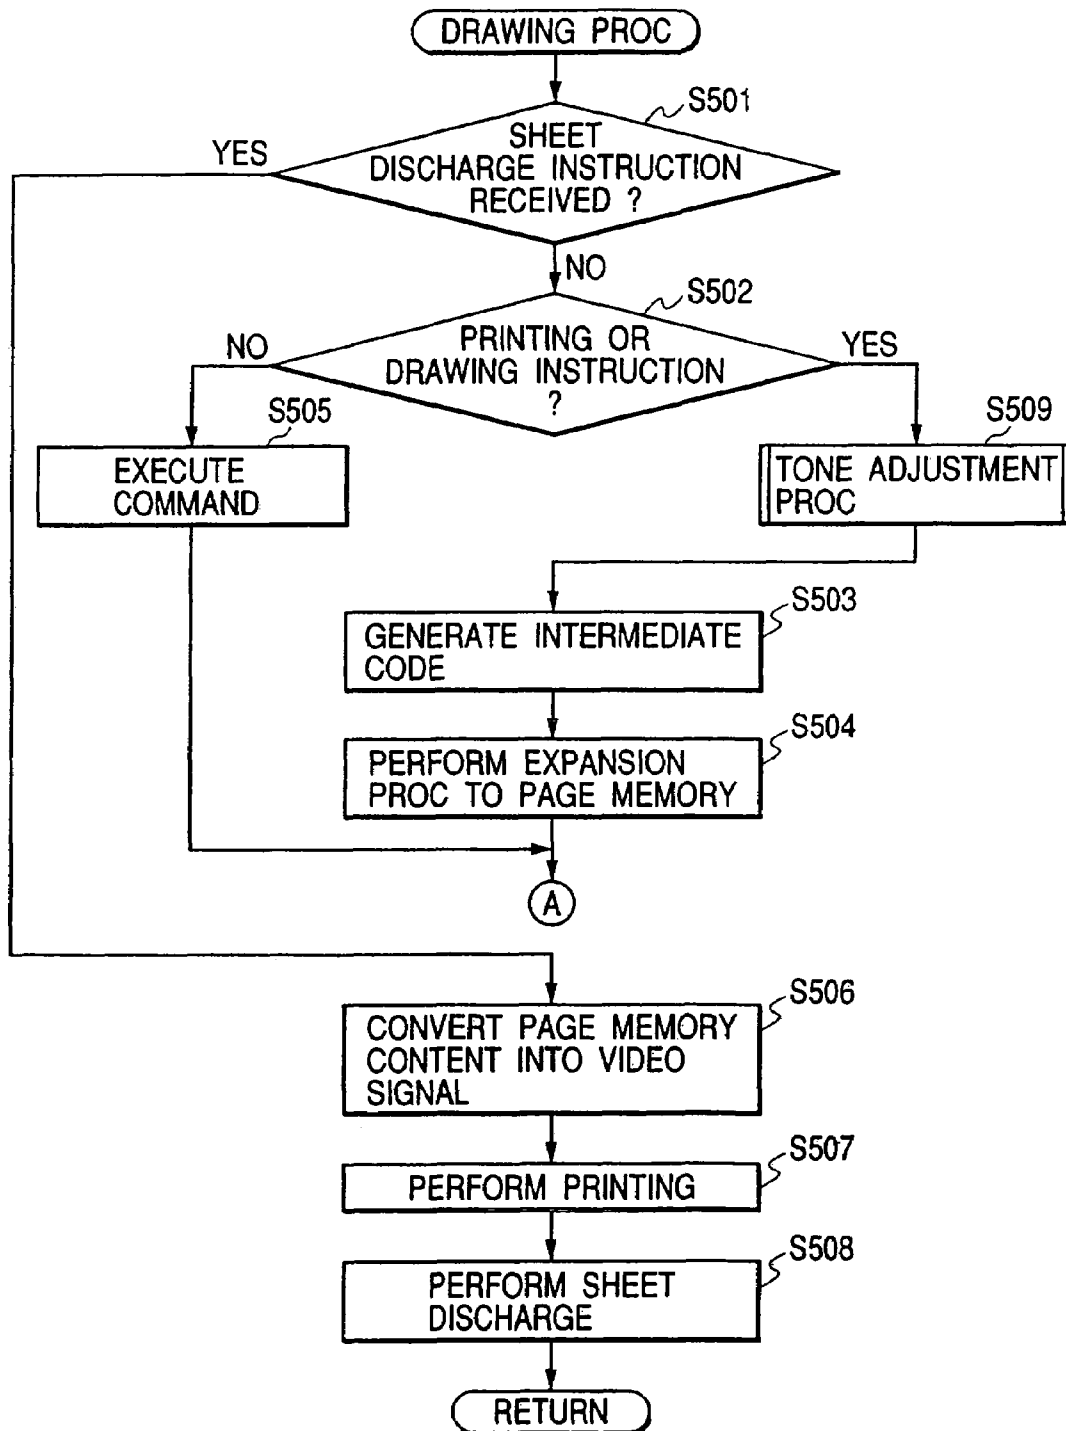 DRAWING PROC
S501
SHEET
DISCHARGE INSTRUCTION
RECEIVED ?
YES
NO
S502
PRINTING OR
DRAWING INSTRUCTION
?
NO
YES
S505
EXECUTE
COMMAND
S509
TONE ADJUSTMENT
PROC
S503
GENERATE INTERMEDIATE
CODE
S504
PERFORM EXPANSION
PROC TO PAGE MEMORY
A
S506
CONVERT PAGE MEMORY
CONTENT INTO VIDEO
SIGNAL
S507
PERFORM PRINTING
S508
PERFORM SHEET
DISCHARGE
RETURN